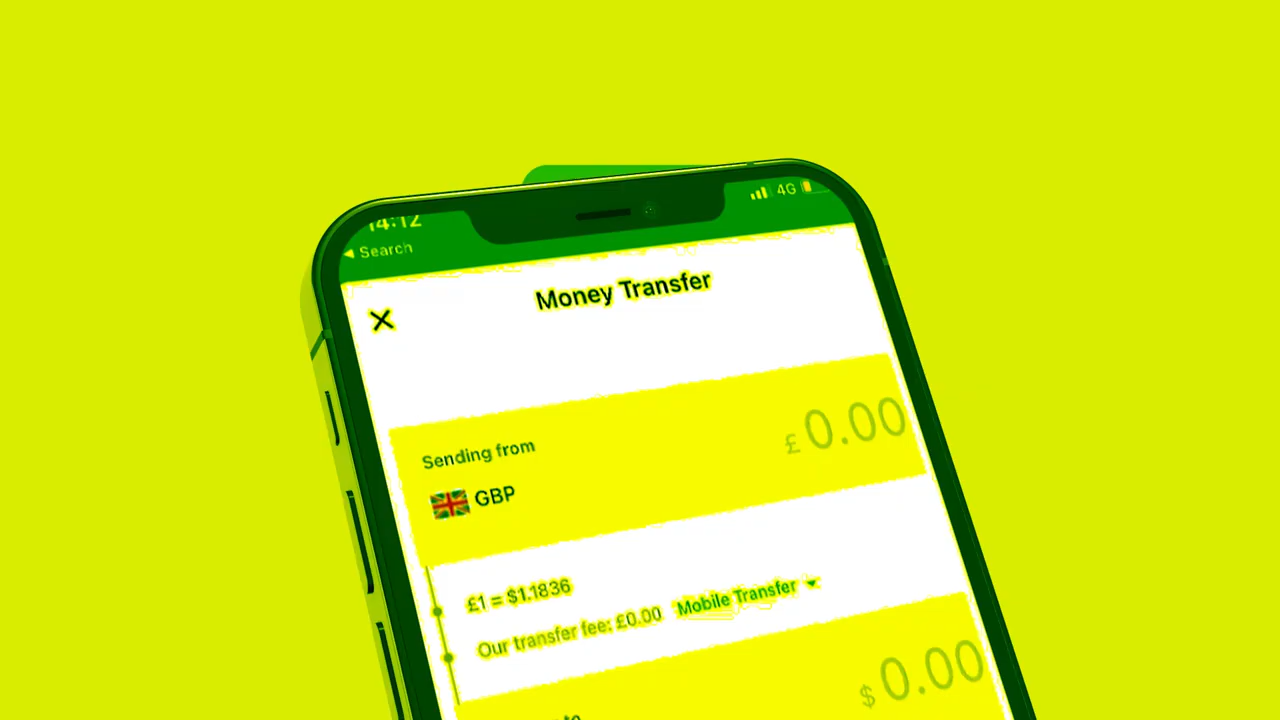 14:12
4G
Search
Money Transfer
Sending from
£0.00
GBP
£1 = $1.1836
Our transfer fee: £0.00 Mobile Transfer
$0.00